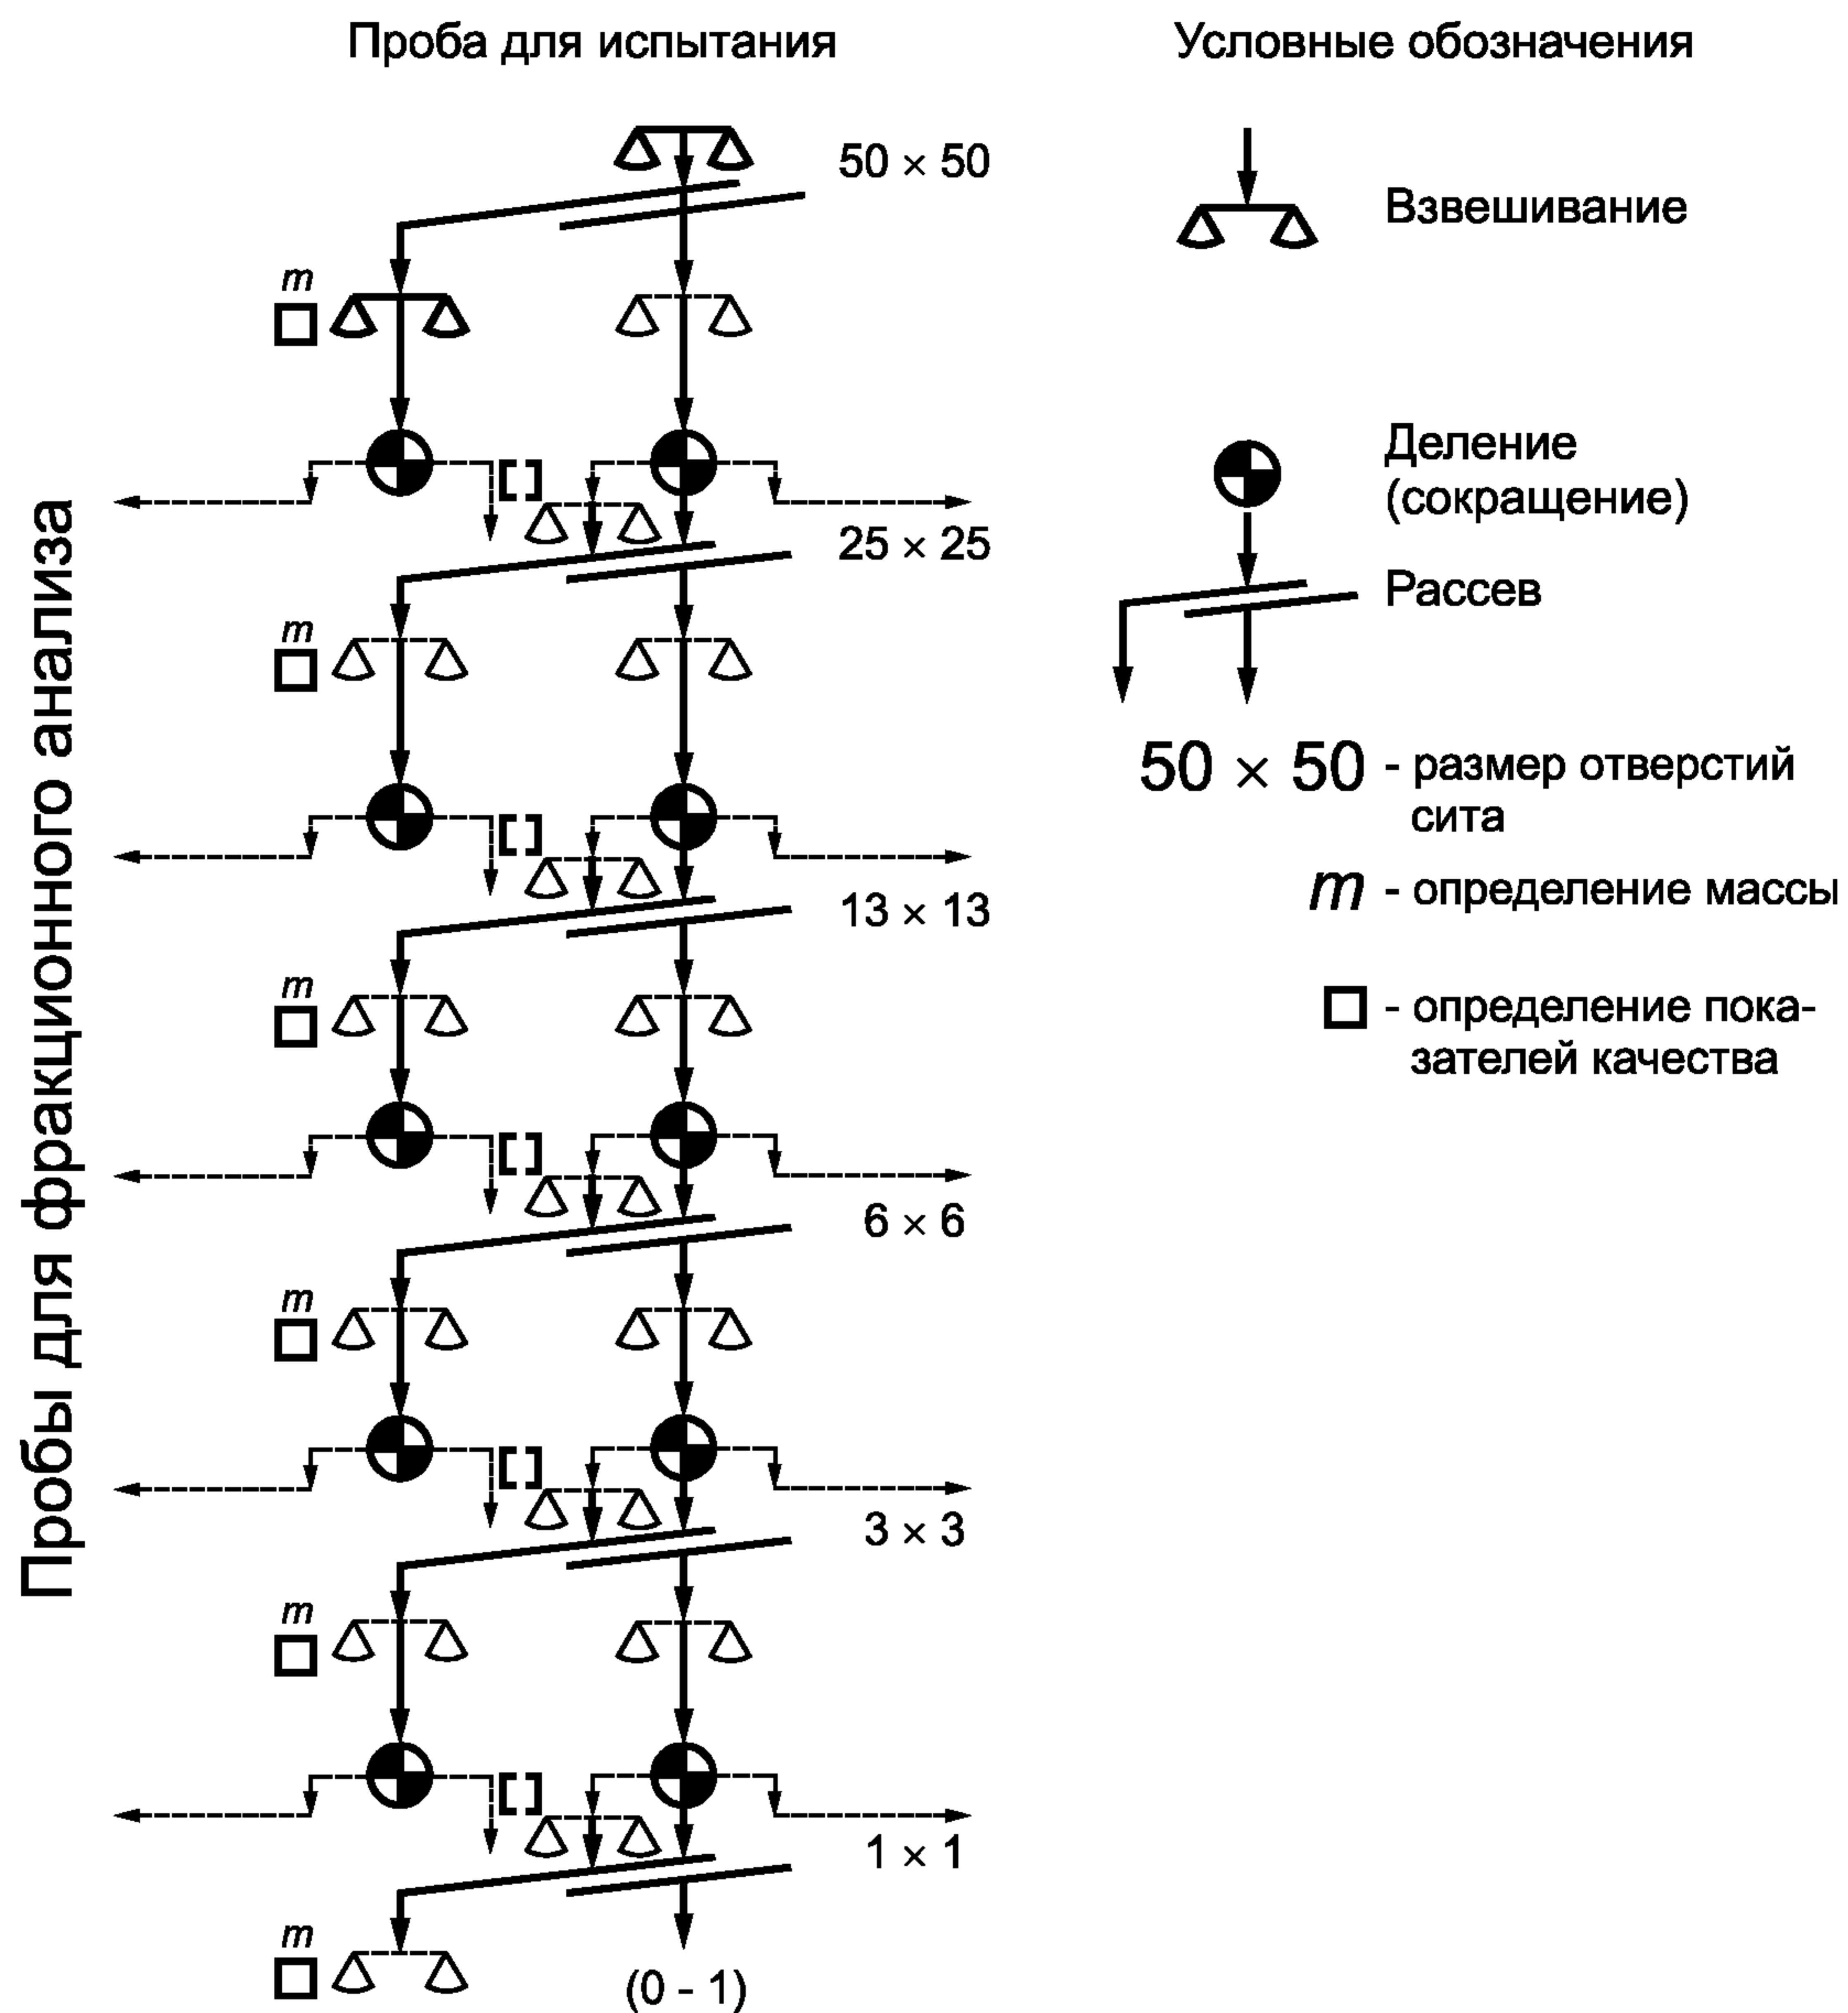 Проба для испытания
Условные обозначения
50 × 50
Взвешивание
m
Деление
(сокращение)
25 × 25
Рассев
m
50 × 50 - размер отверстий
сита
m - определение массы
13 × 13
m
- определение пока-
зателей качества
6 × 6
m
3 × 3
m
1 × 1
m
(0 - 1)
Пробы для фракционного анализа